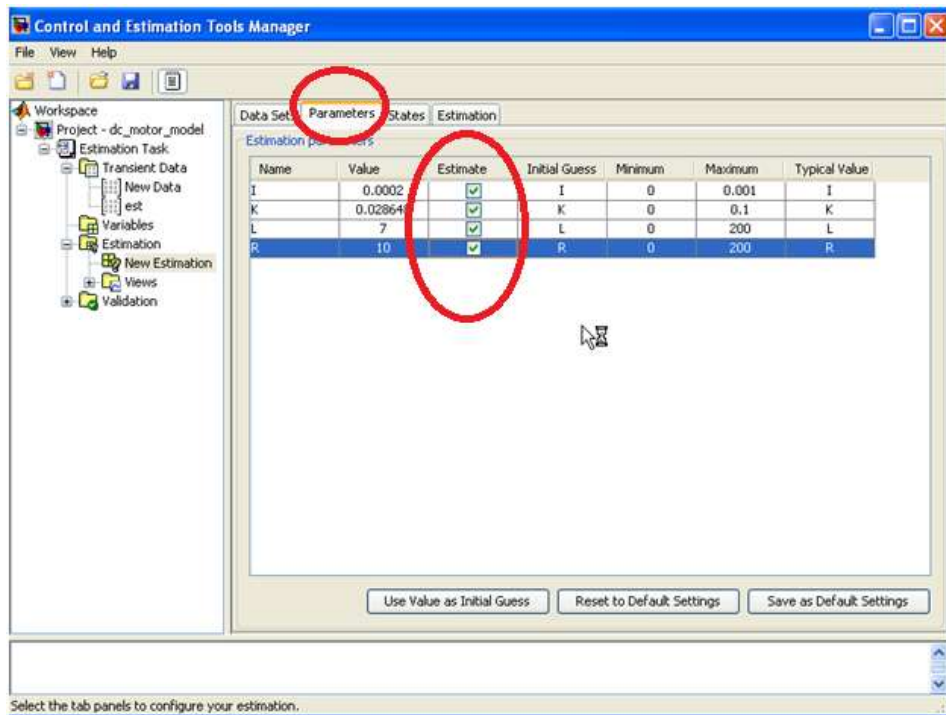 Control and Estimation Tools Manager
File View Help
Workspace
Project - dc_motor_model
Estimation Task
Transient Data
New Data
est
Variables
Estimation
New Estimation
Views
Validation
Data Sets Parameters States Estimation
Estimation parameters
Name Value Estimate Initial Guess Minimum Maximum Typical Value
I 0.0002 I 0 0.001 I
K 0.02864 K 0 0.1 K
L 7 L 0 200 L
R 10 R 0 200 R
Use Value as Initial Guess Reset to Default Settings Save as Default Settings
Select the tab panels to configure your estimation.